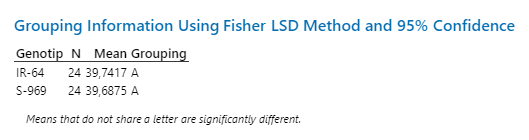 Grouping Information Using Fisher LSD Method and 95% Confidence
Genotip N Mean Grouping
IR-64 24 39,7417 A
S-969 24 39,6875 A
Means that do not share a letter are significantly different.